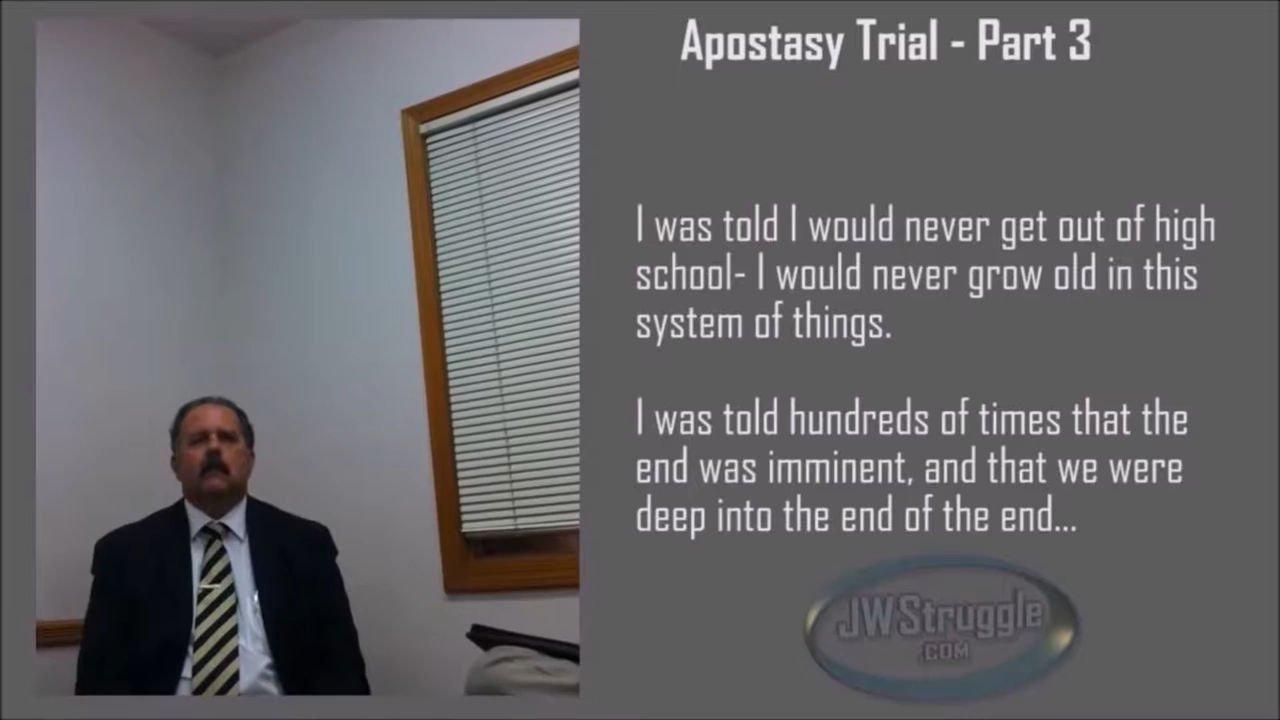 Apostasy Trial - Part 3
I was told I would never get out of high
school- I would never grow old in this
system of things.
I was told hundreds of times that the
end was imminent, and that we were
deep into the end of the end...
JWStruggle
.COM